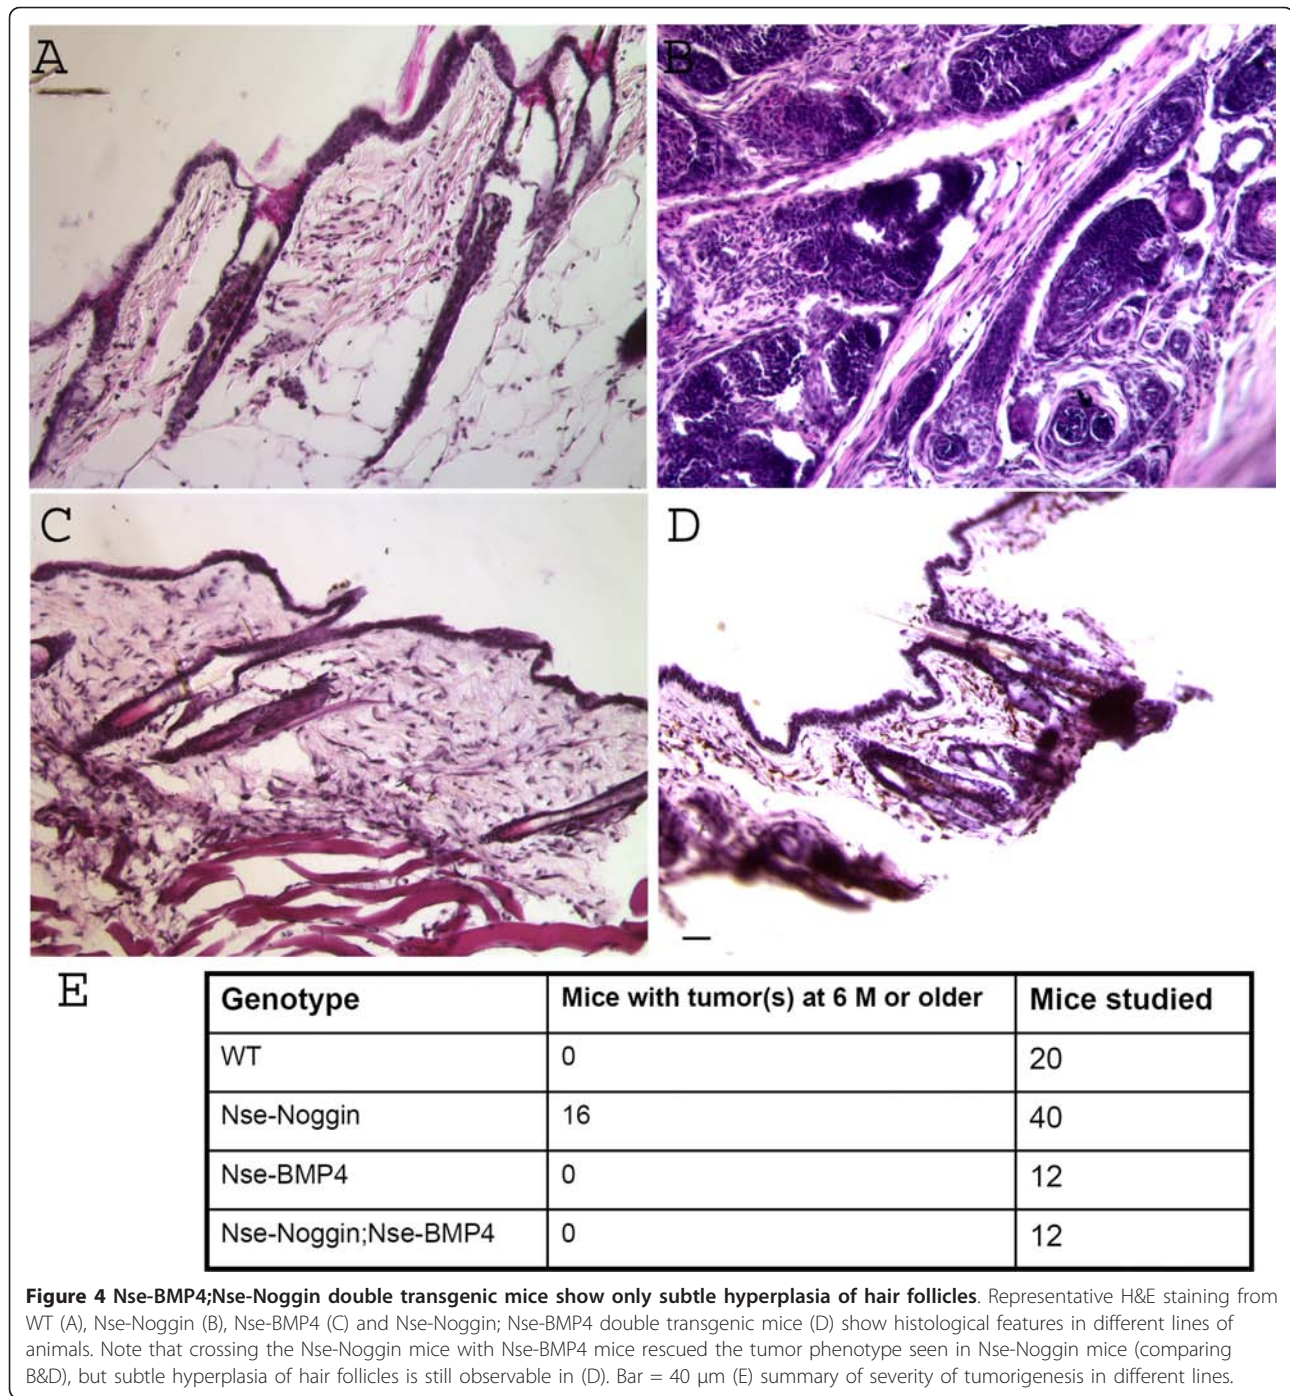 A
B
C
D
E
Genotype Mice with tumor(s) at 6 M or older Mice studied
WT 0 20
Nse-Noggin 16 40
Nse-BMP4 0 12
Nse-Noggin;Nse-BMP4 0 12
Figure 4 Nse-BMP4;Nse-Noggin double transgenic mice show only subtle hyperplasia of hair follicles. Representative H&E staining from
WT (A), Nse-Noggin (B), Nse-BMP4 (C) and Nse-Noggin; Nse-BMP4 double transgenic mice (D) show histological features in different lines of
animals. Note that crossing the Nse-Noggin mice with Nse-BMP4 mice rescued the tumor phenotype seen in Nse-Noggin mice (comparing
B&D), but subtle hyperplasia of hair follicles is still observable in (D). Bar = 40 μm (E) summary of severity of tumorigenesis in different lines.